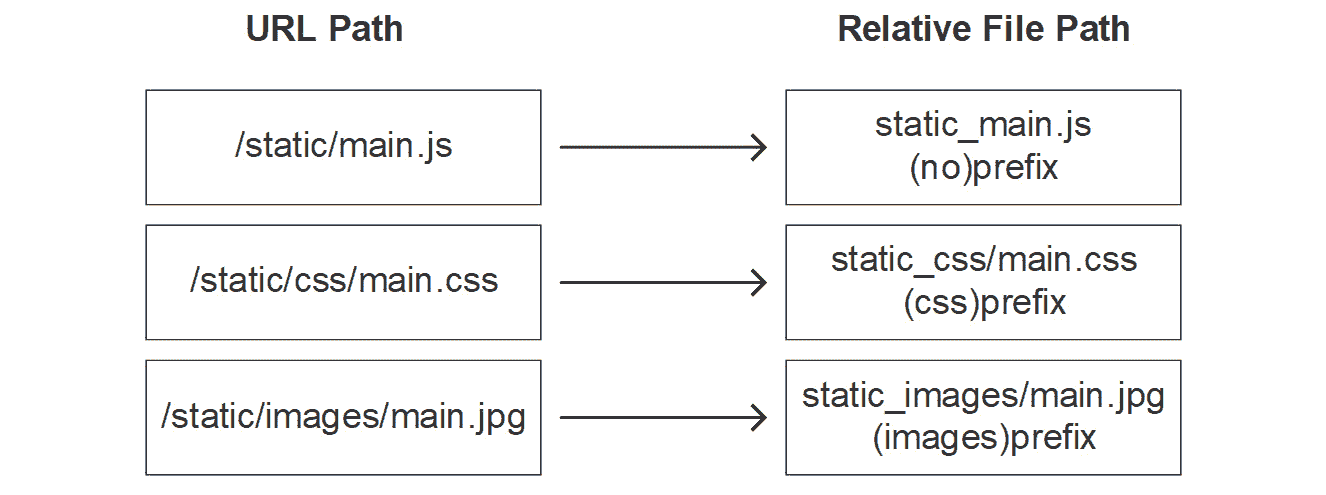 URL Path
Relative File Path
/static/main.js
static_main.js
(no)prefix
/static/css/main.css
static_css/main.css
(css)prefix
/static/images/main.jpg
static_images/main.jpg
(images)prefix